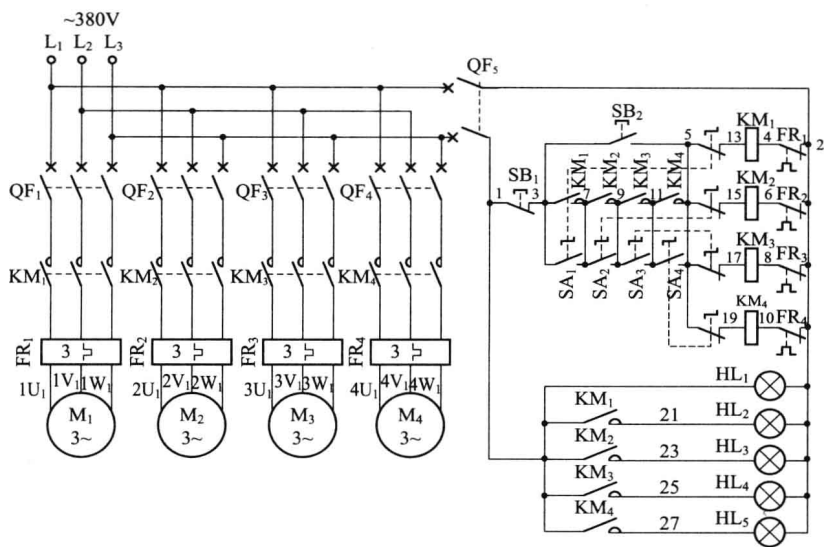 ~380V
L₁ L₂ L₃
QF₅
SB₂
5 13 KM₁ 4 FR₁ 2
1 SB₁ 3 KM₁ 7 KM₂ 9 KM₃ 11 KM₄
15 KM₂ 6 FR₂
17 KM₃ 8 FR₃
SA₁ SA₂ SA₃ SA₄
19 KM₄ 10 FR₄
QF₁ QF₂ QF₃ QF₄
KM₁ KM₂ KM₃ KM₄
FR₁ 3 FR₂ 3 FR₃ 3 FR₄ 3
1U₁ 1V₁ 1W₁ 2U₁ 2V₁ 2W₁ 3U₁ 3V₁ 3W₁ 4U₁ 4V₁ 4W₁
M₁ 3~ M₂ 3~ M₃ 3~ M₄ 3~
HL₁
KM₁ 21 HL₂
KM₂ 23 HL₃
KM₃ 25 HL₄
KM₄ 27 HL₅